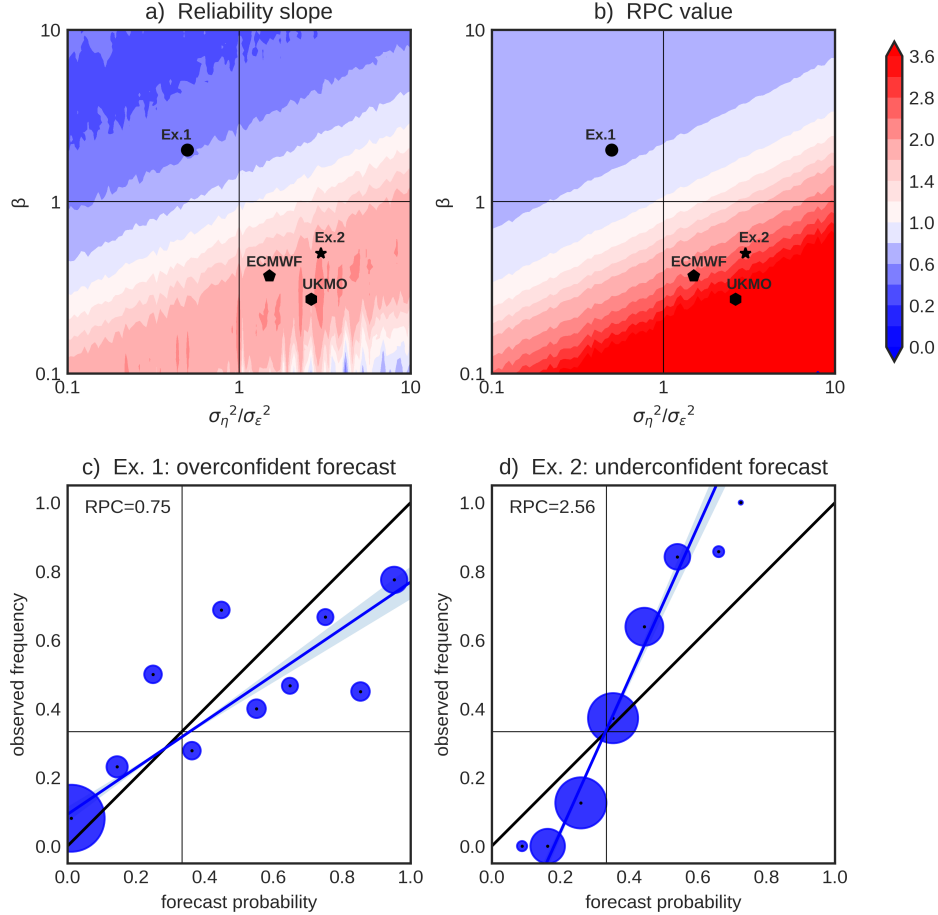 a)  Reliability slope
b)  RPC value
10
1
0.1
β
Ex.1
Ex.2
ECMWF
UKMO
0.1
1
10
ση²/σε²
10
1
0.1
β
Ex.1
Ex.2
ECMWF
UKMO
0.1
1
10
ση²/σε²
3.6
2.8
2.0
1.4
1.0
0.6
0.2
0.0
c)  Ex. 1: overconfident forecast
RPC=0.75
1.0
0.8
0.6
0.4
0.2
0.0
observed frequency
0.0 0.2 0.4 0.6 0.8 1.0
forecast probability
d)  Ex. 2: underconfident forecast
RPC=2.56
1.0
0.8
0.6
0.4
0.2
0.0
observed frequency
0.0 0.2 0.4 0.6 0.8 1.0
forecast probability